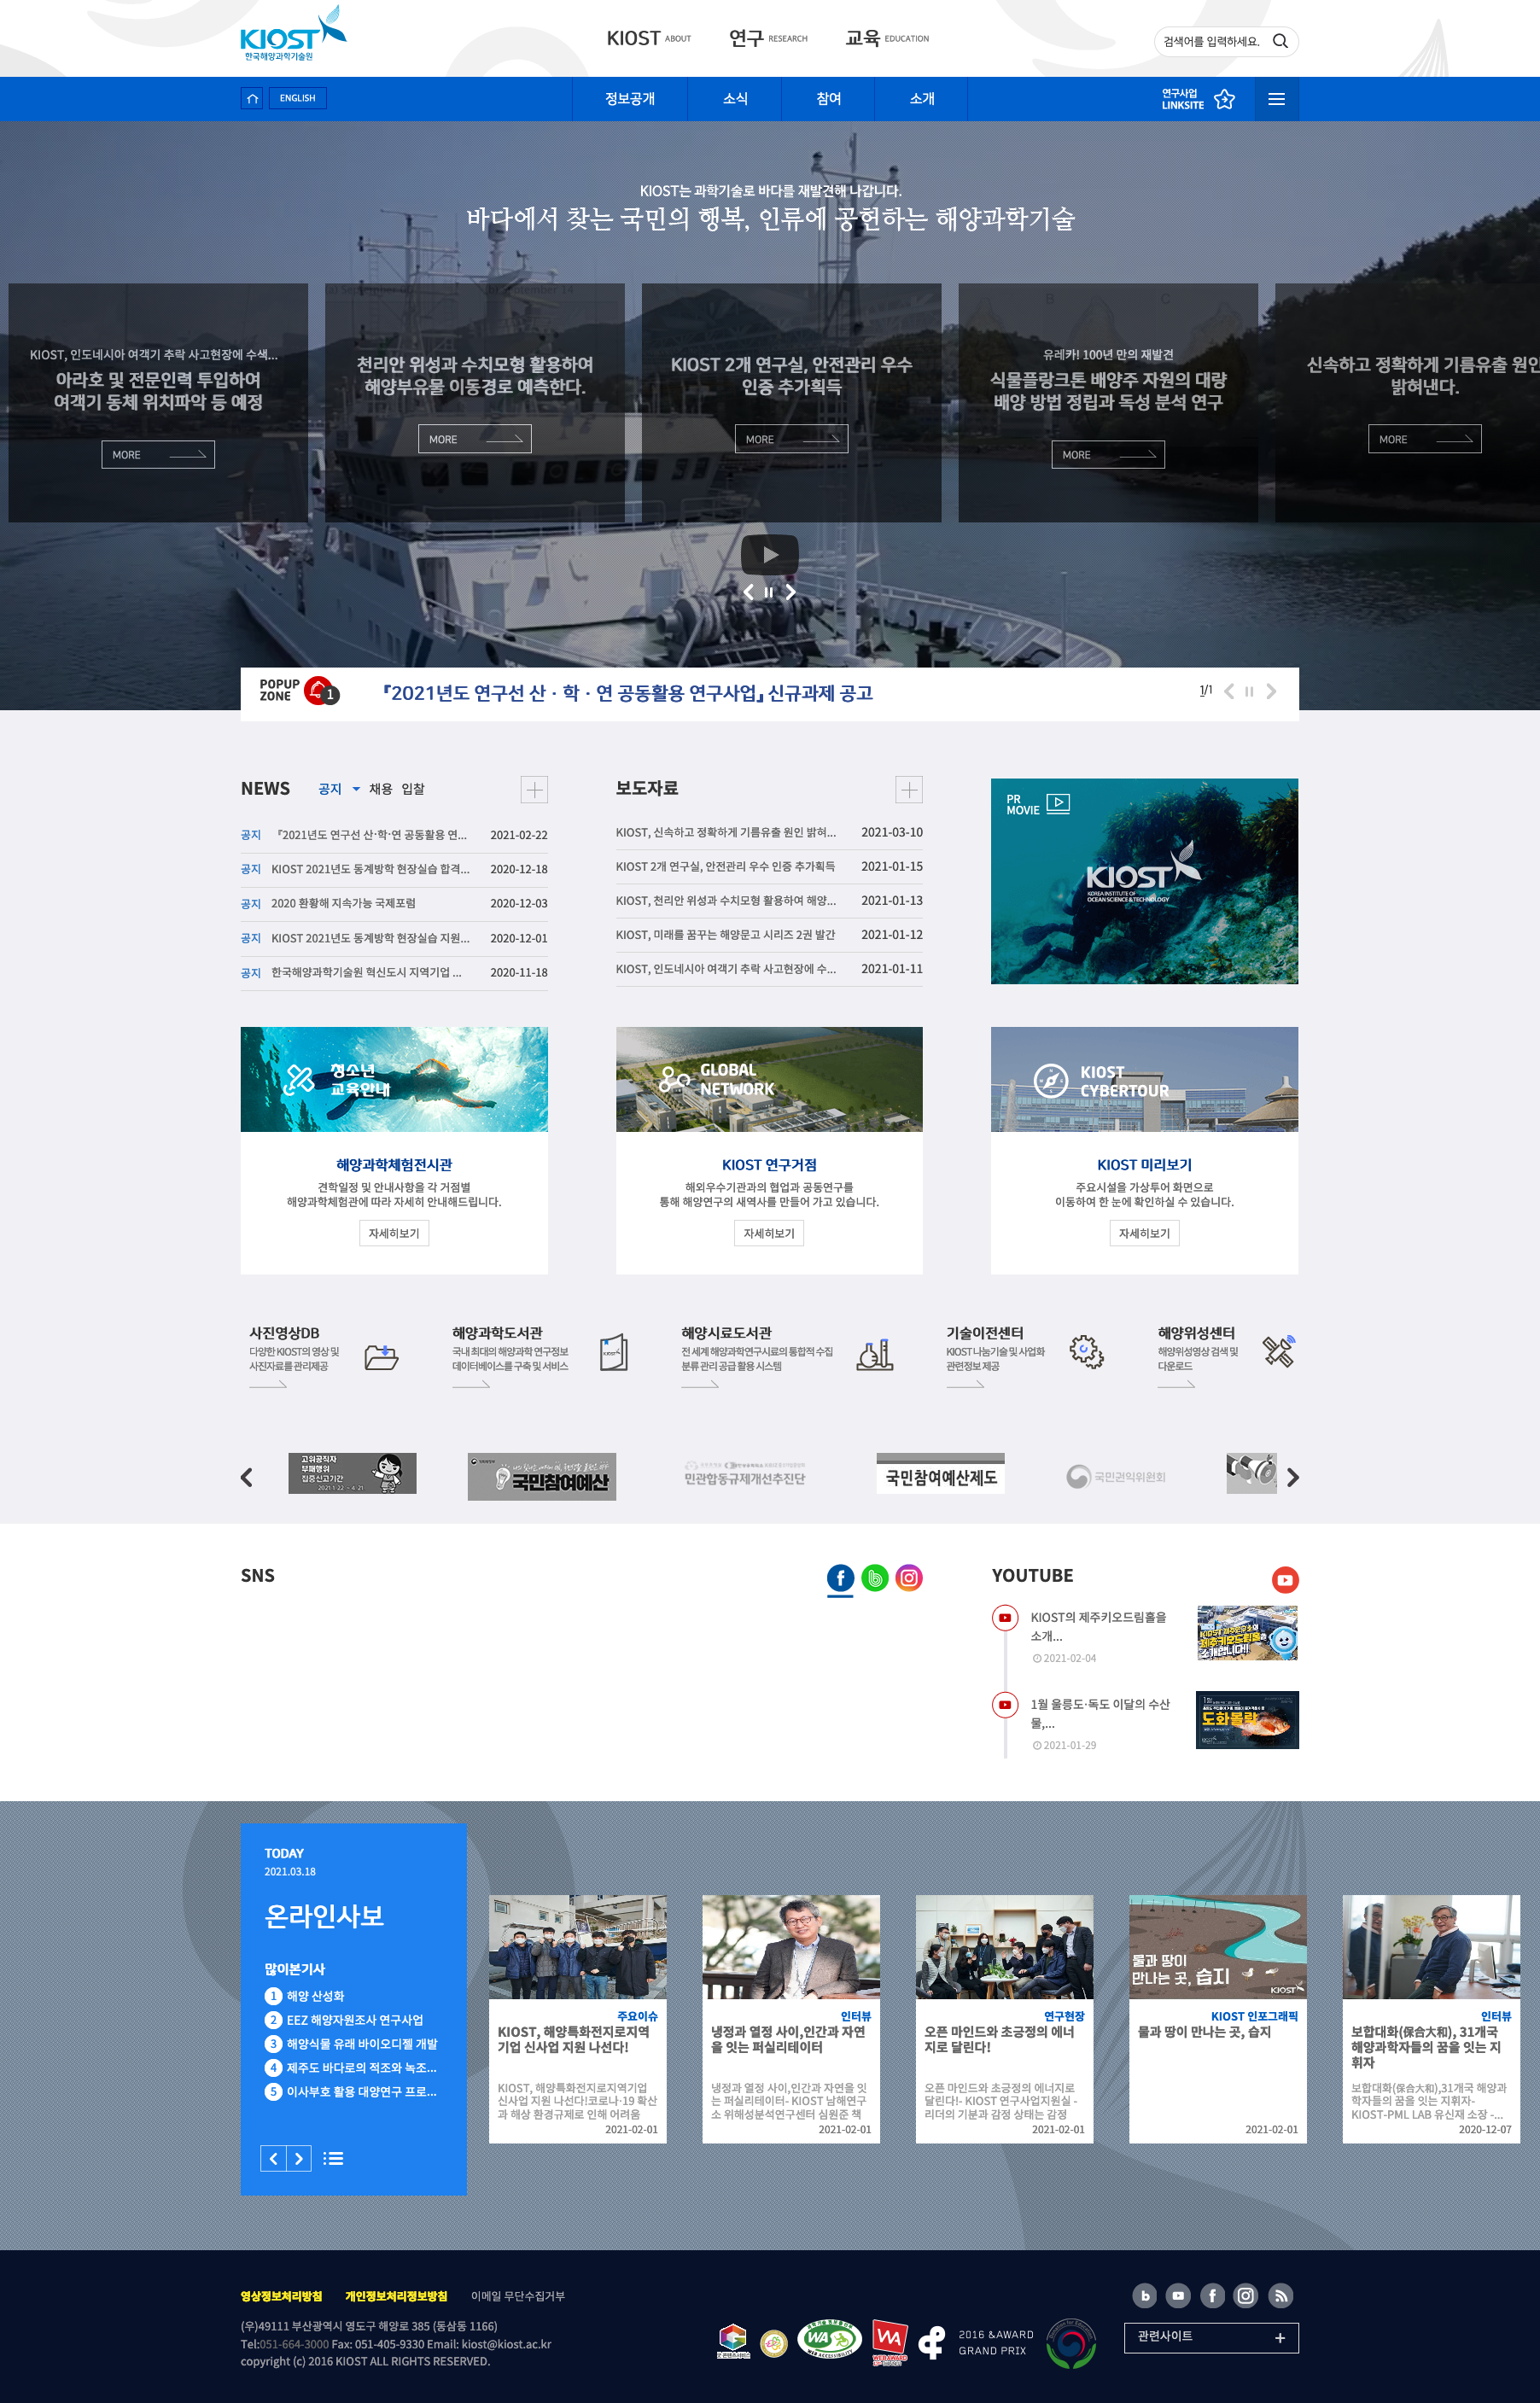 KIOST
한국해양과학기술원
KIOST ABOUT
연구 RESEARCH
교육 EDUCATION
검색어를 입력하세요.
ENGLISH
정보공개
소식
참여
소개
연구사업
LINKSITE
KIOST는 과학기술로 바다를 재발견해 나갑니다.
바다에서 찾는 국민의 행복, 인류에 공헌하는 해양과학기술
KIOST, 인도네시아 여객기 추락 사고현장에 수색...
아라호 및 전문인력 투입하여
여객기 동체 위치파악 등 예정
MORE
천리안 위성과 수치모형 활용하여
해양부유물 이동경로 예측한다.
MORE
KIOST 2개 연구실, 안전관리 우수
인증 추가획득
MORE
유레카! 100년 만의 재발견
식물플랑크톤 배양주 자원의 대량
배양 방법 정립과 독성 분석 연구
MORE
신속하고 정확하게 기름유출 원인
밝혀낸다.
MORE
POPUP
ZONE
1
『2021년도 연구선 산 · 학 · 연 공동활용 연구사업』 신규과제 공고
1/1
NEWS
공지
채용
입찰
공지 『2021년도 연구선 산·학·연 공동활용 연... 2021-02-22
공지 KIOST 2021년도 동계방학 현장실습 합격... 2020-12-18
공지 2020 환황해 지속가능 국제포럼 2020-12-03
공지 KIOST 2021년도 동계방학 현장실습 지원... 2020-12-01
공지 한국해양과학기술원 혁신도시 지역기업 ... 2020-11-18
보도자료
KIOST, 신속하고 정확하게 기름유출 원인 밝혀... 2021-03-10
KIOST 2개 연구실, 안전관리 우수 인증 추가획득 2021-01-15
KIOST, 천리안 위성과 수치모형 활용하여 해양... 2021-01-13
KIOST, 미래를 꿈꾸는 해양문고 시리즈 2권 발간 2021-01-12
KIOST, 인도네시아 여객기 추락 사고현장에 수... 2021-01-11
PR
MOVIE
KIOST
KOREA INSTITUTE OF
OCEAN SCIENCE & TECHNOLOGY
청소년
교육안내
해양과학체험전시관
견학일정 및 안내사항을 각 거점별
해양과학체험관에 따라 자세히 안내해드립니다.
자세히보기
GLOBAL
NETWORK
KIOST 연구거점
해외우수기관과의 협업과 공동연구를
통해 해양연구의 새역사를 만들어 가고 있습니다.
자세히보기
KIOST
CYBERTOUR
KIOST 미리보기
주요시설을 가상투어 화면으로
이동하여 한 눈에 확인하실 수 있습니다.
자세히보기
사진영상DB
다양한 KIOST의 영상 및
사진자료를 관리제공
해양과학도서관
국내 최대의 해양과학 연구정보
데이터베이스를 구축 및 서비스
해양시료도서관
전 세계 해양과학연구시료의 통합적 수집
분류 관리 공급 활용 시스템
기술이전센터
KIOST 나눔기술 및 사업화
관련정보 제공
해양위성센터
해양위성영상 검색 및
다운로드
고위공직자
부패행위
집중신고기간
2021.1.22 ~ 4.21
국민참여예산
민관합동규제개선추진단
국민참여예산제도
국민권익위원회
SNS
YOUTUBE
KIOST의 제주키오드림홀을
소개...
2021-02-04
KIOST 제주연구소의
제주키오드림홀을
소개합니다!!
1월 울릉도·독도 이달의 수산
물,...
2021-01-29
도화볼락
TODAY
2021.03.18
온라인사보
많이본기사
1 해양 산성화
2 EEZ 해양자원조사 연구사업
3 해양식물 유래 바이오디젤 개발
4 제주도 바다로의 적조와 녹조...
5 이사부호 활용 대양연구 프로...
주요이슈
KIOST, 해양특화전지로지역
기업 신사업 지원 나선다!
KIOST, 해양특화전지로지역기업
신사업 지원 나선다!코로나·19 확산
과 해상 환경규제로 인해 어려움
2021-02-01
인터뷰
냉정과 열정 사이,인간과 자연
을 잇는 퍼실리테이터
냉정과 열정 사이,인간과 자연을 잇
는 퍼실리테이터- KIOST 남해연구
소 위해성분석연구센터 심원준 책
2021-02-01
연구현장
오픈 마인드와 초긍정의 에너
지로 달린다!
오픈 마인드와 초긍정의 에너지로
달린다!- KIOST 연구사업지원실 -
리더의 기분과 감정 상태는 감정
2021-02-01
물과 땅이
만나는 곳, 습지
KIOST
KIOST 인포그래픽
물과 땅이 만나는 곳, 습지
2021-02-01
인터뷰
보합대화(保合大和), 31개국
해양과학자들의 꿈을 잇는 지
휘자
보합대화(保合大和),31개국 해양과
학자들의 꿈을 잇는 지휘자-
KIOST-PML LAB 유신재 소장 -...
2020-12-07
영상정보처리방침
개인정보처리정보방침
이메일 무단수집거부
(우)49111 부산광역시 영도구 해양로 385 (동삼동 1166)
Tel:051-664-3000 Fax: 051-405-9330 Email: kiost@kiost.ac.kr
copyright (c) 2016 KIOST ALL RIGHTS RESERVED.
WA
WEB ACCESSIBILITY
WA
WEB AWARD
2016 &AWARD
GRAND PRIX
관련사이트